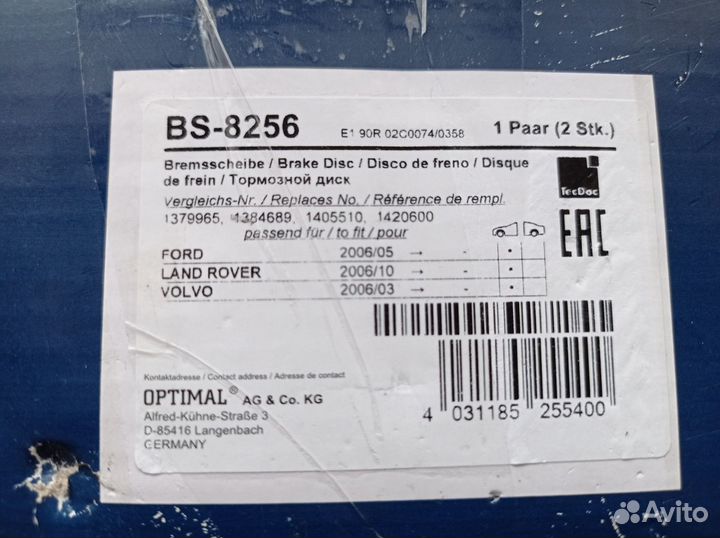 BS-8256 E1 90R 02C0074/0358 1 Paar (2 Stk.)
Bremsscheibe / Brake Disc / Disco de freno / Disque
de frein / Тормозной диск
TecDoc
Vergleichs-Nr. / Replaces No. / Référence de rempl.
1379965, 1384689, 1405510, 1420600
passend für / to fit / pour
EAC
FORD 2006/05 → -
LAND ROVER 2006/10 → -
VOLVO 2006/03 → -
Kontaktadresse / Contact address / Adresse de contact
OPTIMAL® AG & Co. KG
Alfred-Kühne-Straße 3
D-85416 Langenbach
GERMANY
4 031185 255400
Avito